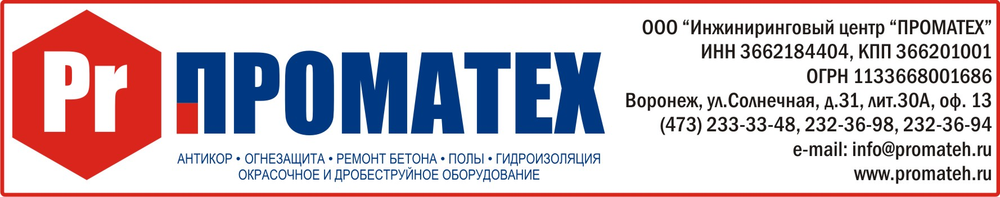 Pr
ПРОМАТЕХ
АНТИКОР • ОГНЕЗАЩИТА • РЕМОНТ БЕТОНА • ПОЛЫ • ГИДРОИЗОЛЯЦИЯ
ОКРАСОЧНОЕ И ДРОБЕСТРУЙНОЕ ОБОРУДОВАНИЕ
ООО “Инжиниринговый центр “ПРОМАТЕХ”
ИНН 3662184404, КПП 366201001
ОГРН 1133668001686
Воронеж, ул.Солнечная, д.31, лит.30А, оф. 13
(473) 233-33-48, 232-36-98, 232-36-94
e-mail: info@promateh.ru
www.promateh.ru